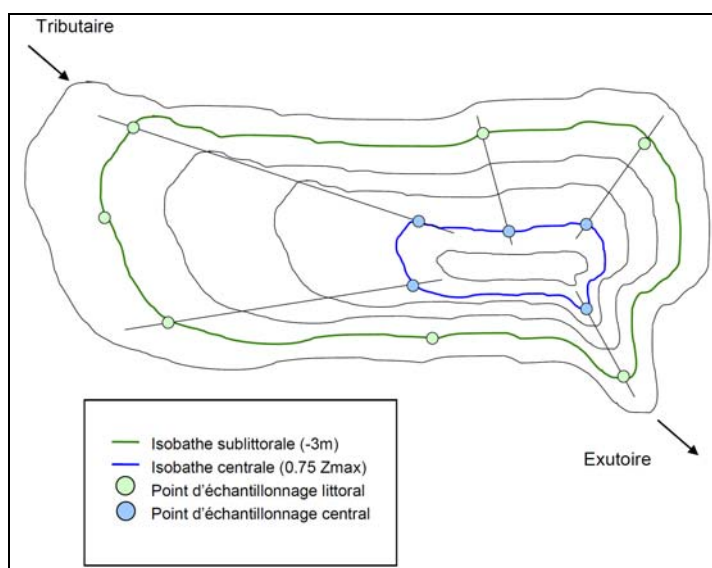 Tributaire
Exutoire
Isobathe sublittorale (-3m)
Isobathe centrale (0.75 Zmax)
Point d'échantillonnage littoral
Point d'échantillonnage central